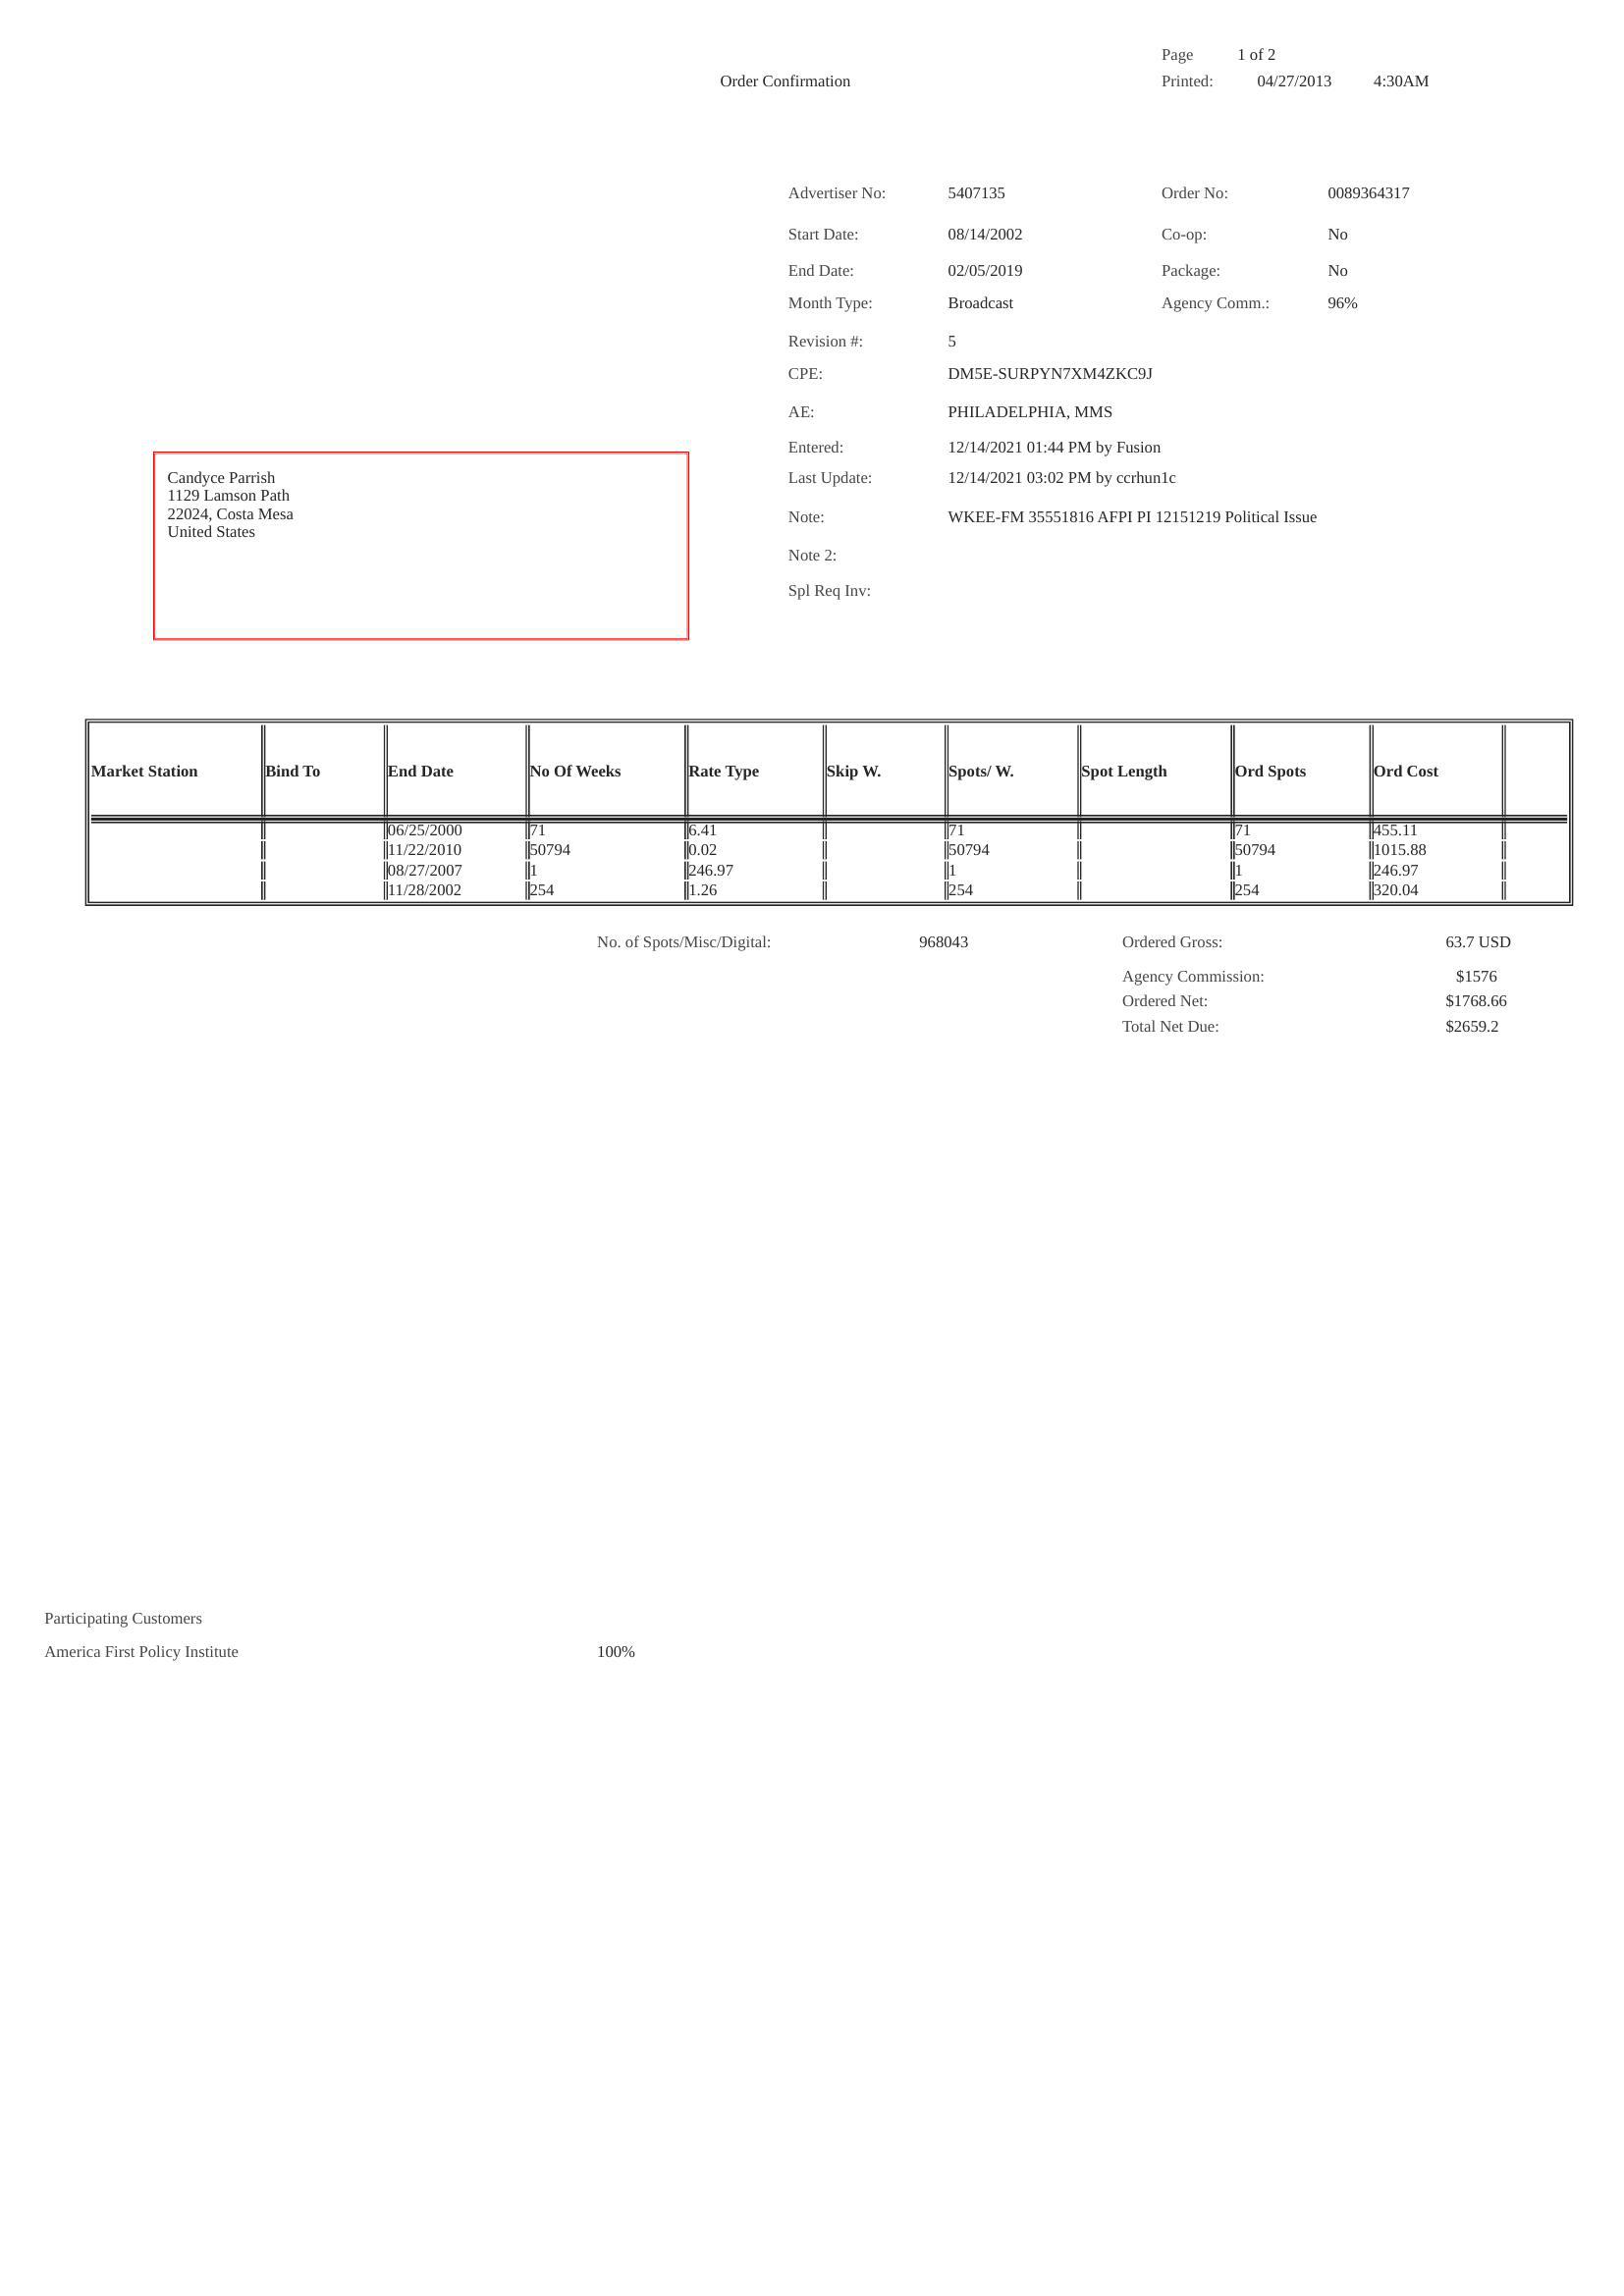 Page 1 of 2
Order Confirmation Printed: 04/27/2013 4:30AM
Advertiser No: 5407135 Order No: 0089364317
Start Date: 08/14/2002 Co-op: No
End Date: 02/05/2019 Package: No
Month Type: Broadcast Agency Comm.: 96%
Revision #: 5
CPE: DM5E-SURPYN7XM4ZKC9J
AE: PHILADELPHIA, MMS
Entered: 12/14/2021 01:44 PM by Fusion
Last Update: 12/14/2021 03:02 PM by ccrhun1c
Note: WKEE-FM 35551816 AFPI PI 12151219 Political Issue
Note 2:
Spl Req Inv:
Candyce Parrish
1129 Lamson Path
22024, Costa Mesa
United States
Market Station Bind To End Date No Of Weeks Rate Type Skip W. Spots/ W. Spot Length Ord Spots Ord Cost
06/25/2000 71 6.41 71 71 455.11
11/22/2010 50794 0.02 50794 50794 1015.88
08/27/2007 1 246.97 1 1 246.97
11/28/2002 254 1.26 254 254 320.04
No. of Spots/Misc/Digital: 968043 Ordered Gross: 63.7 USD
Agency Commission: $1576
Ordered Net: $1768.66
Total Net Due: $2659.2
Participating Customers
America First Policy Institute 100%